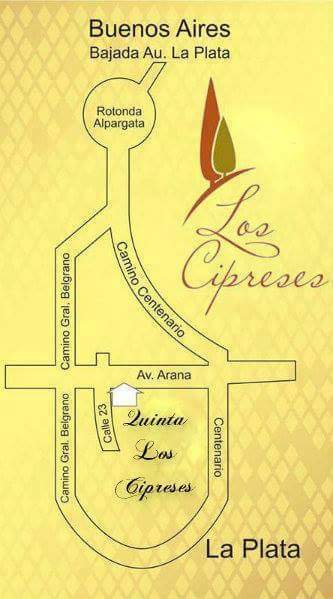 Buenos Aires
Bajada Au. La Plata
Rotonda
Alpargata
Los
Cipreses
Camino Gral. Belgrano
Camino Centenario
Av. Arana
Camino Gral. Belgrano
Calle 23
Quinta
Los
Cipreses
Centenario
La Plata